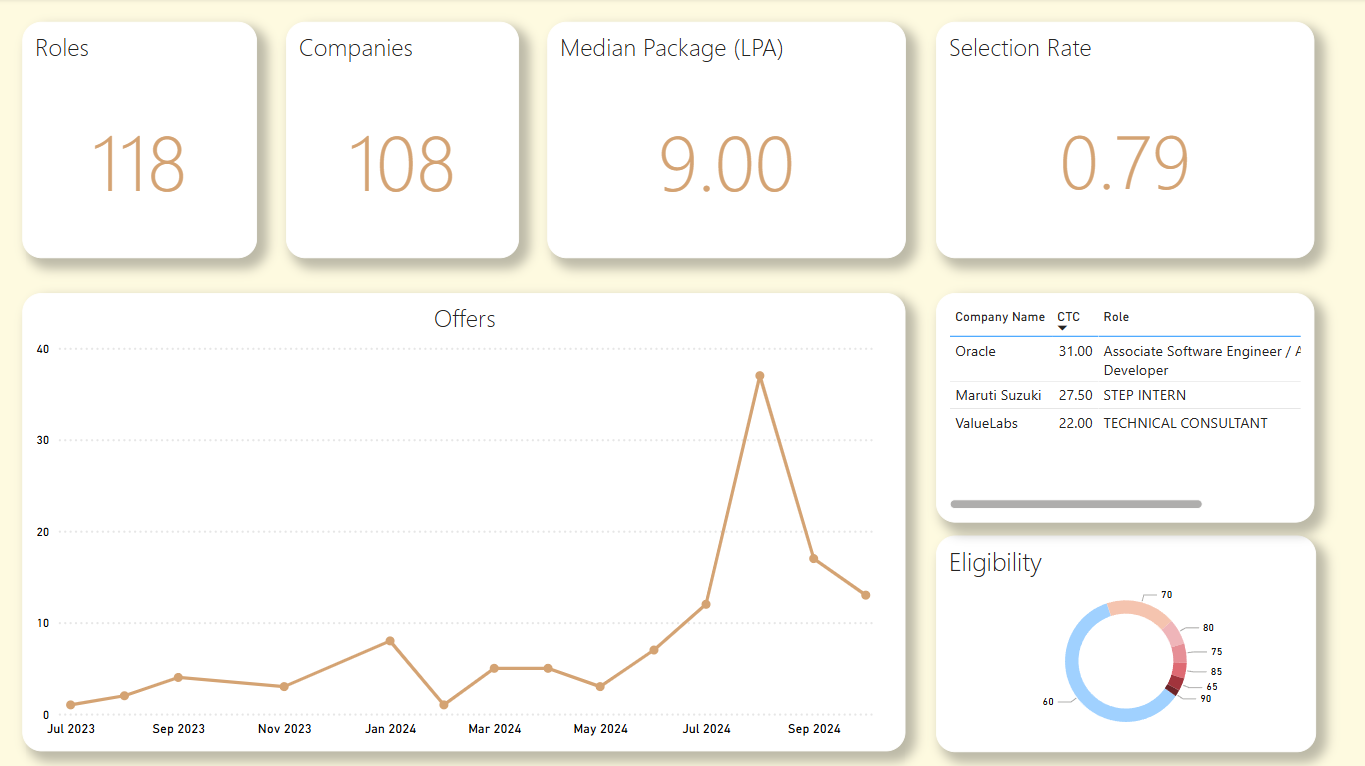 Roles
118
Companies
108
Median Package (LPA)
9.00
Selection Rate
0.79
Offers
40
30
20
10
0
Jul 2023 Sep 2023 Nov 2023 Jan 2024 Mar 2024 May 2024 Jul 2024 Sep 2024
Company Name CTC Role
Oracle 31.00 Associate Software Engineer / A
Developer
Maruti Suzuki 27.50 STEP INTERN
ValueLabs 22.00 TECHNICAL CONSULTANT
Eligibility
70
80
75
85
65
90
60